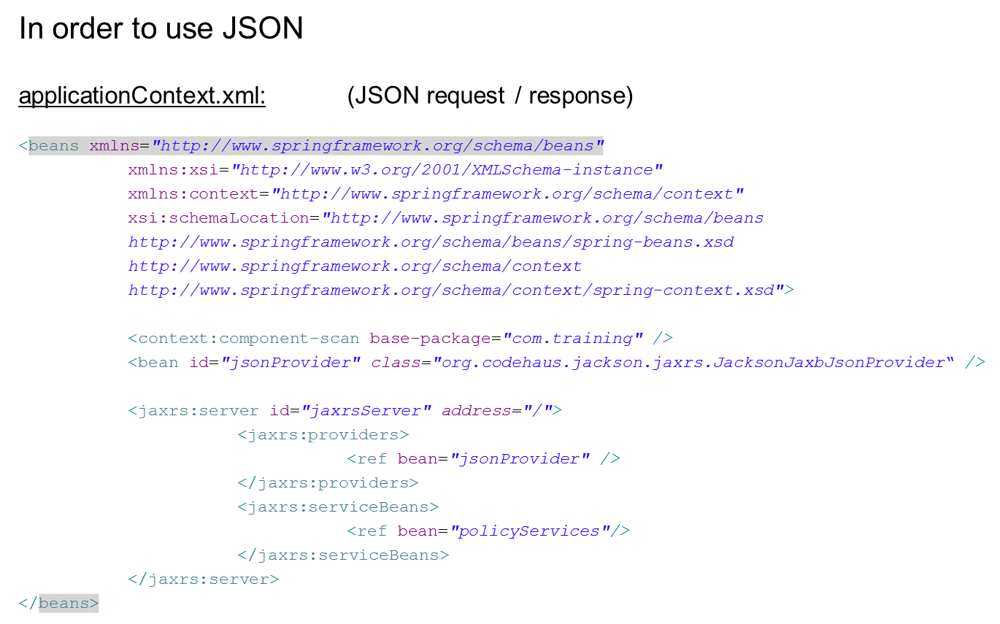 In order to use JSON
applicationContext.xml: (JSON request / response)
<beans xmlns="http://www.springframework.org/schema/beans"
xmlns:xsi="http://www.w3.org/2001/XMLSchema-instance"
xmlns:context="http://www.springframework.org/schema/context"
xsi:schemaLocation="http://www.springframework.org/schema/beans
http://www.springframework.org/schema/beans/spring-beans.xsd
http://www.springframework.org/schema/context
http://www.springframework.org/schema/context/spring-context.xsd">
<context:component-scan base-package="com.training" />
<bean id="jsonProvider" class="org.codehaus.jackson.jaxrs.JacksonJaxbJsonProvider“ />
<jaxrs:server id="jaxrsServer" address="/">
<jaxrs:providers>
<ref bean="jsonProvider" />
</jaxrs:providers>
<jaxrs:serviceBeans>
<ref bean="policyServices"/>
</jaxrs:serviceBeans>
</jaxrs:server>
</beans>